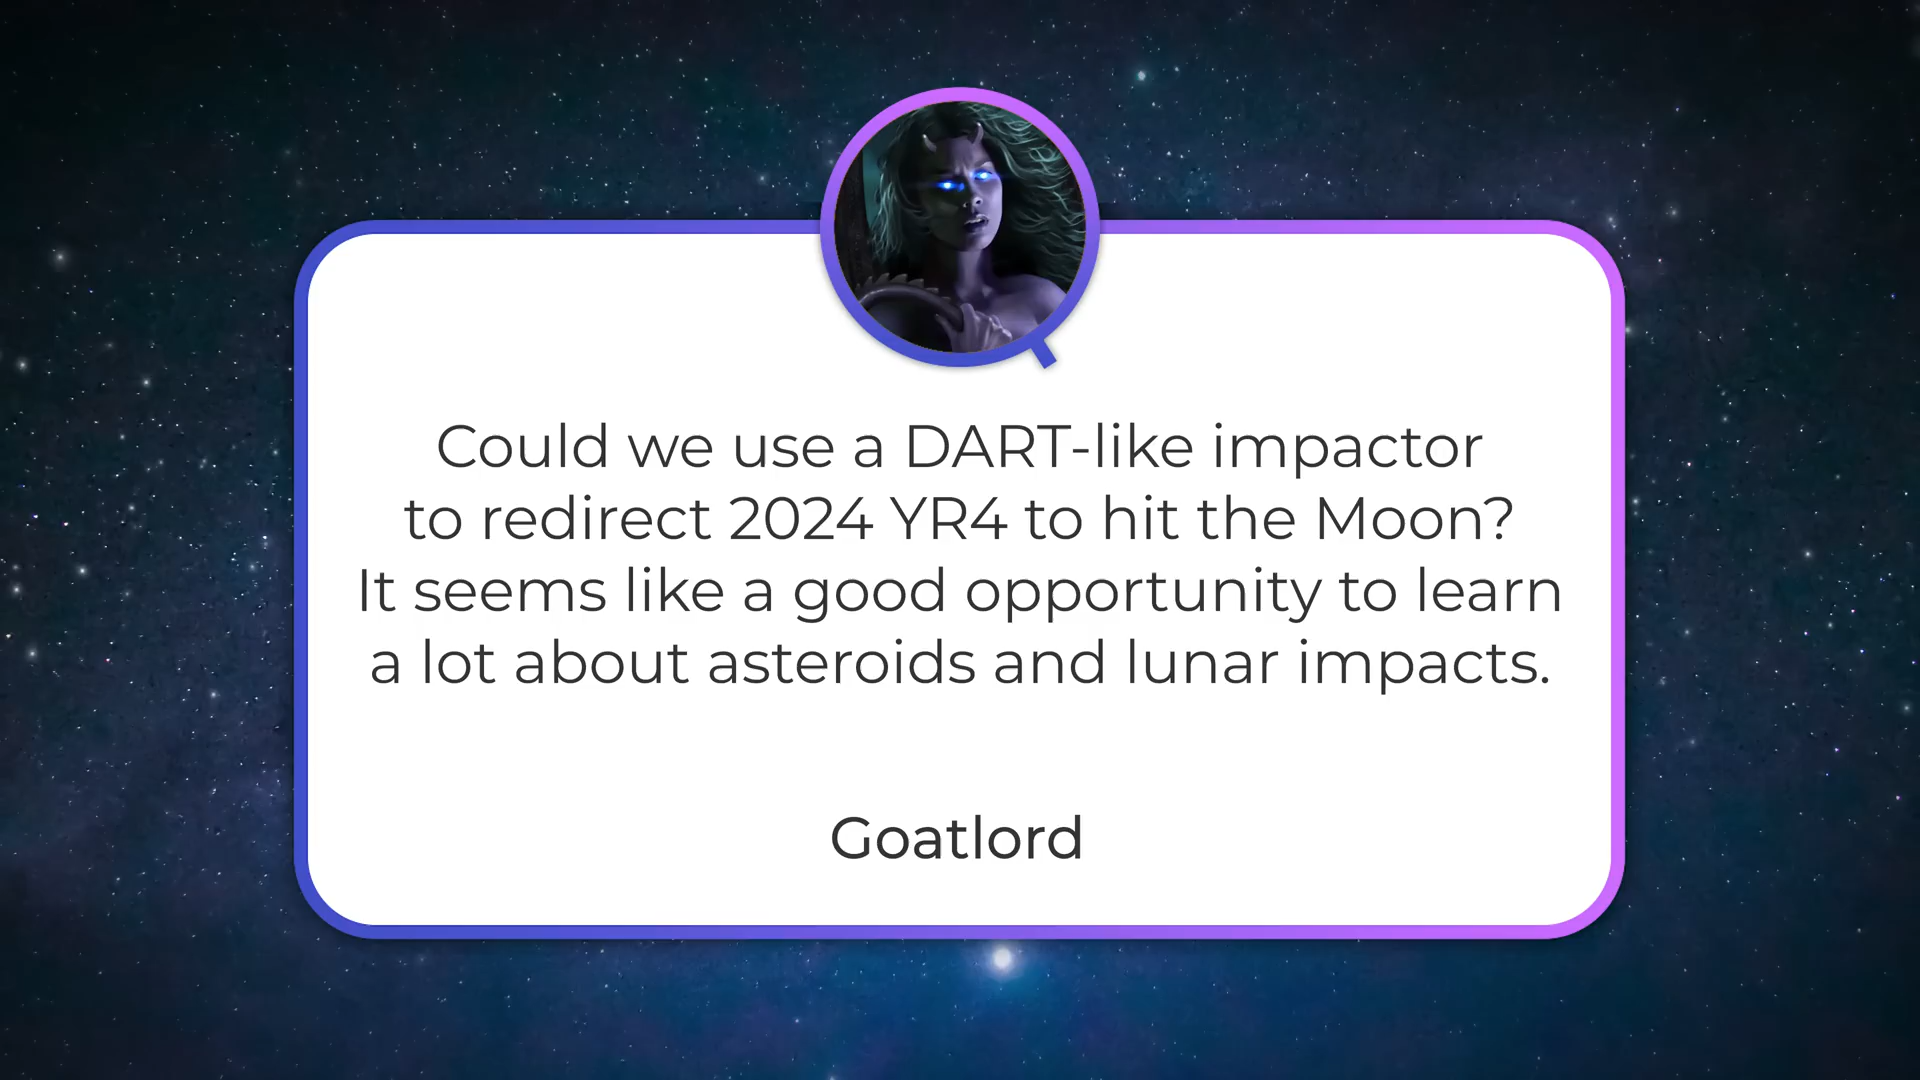 Could we use a DART-like impactor
to redirect 2024 YR4 to hit the Moon?
It seems like a good opportunity to learn
a lot about asteroids and lunar impacts.
Goatlord